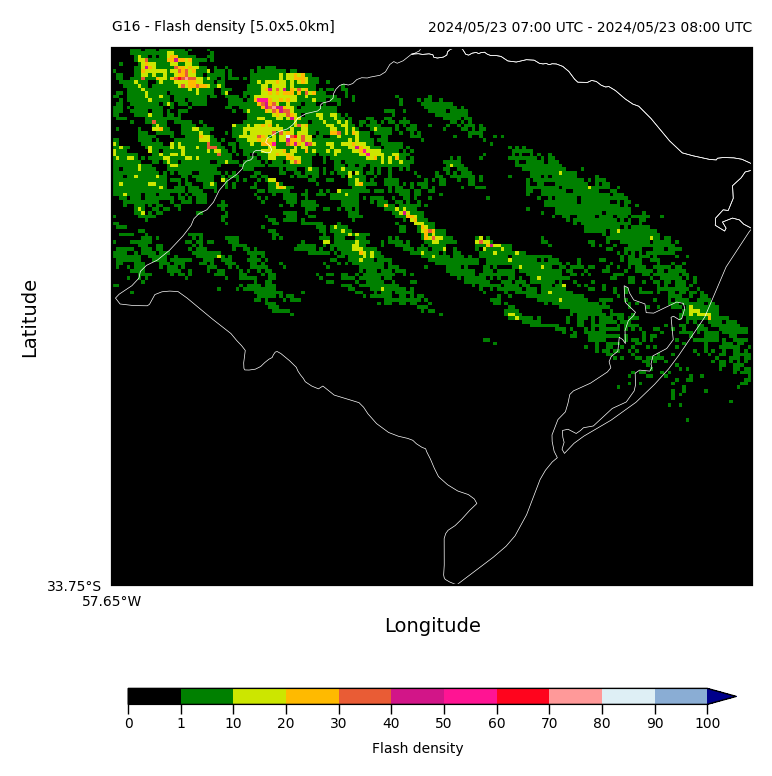 G16 - Flash density [5.0x5.0km]
2024/05/23 07:00 UTC - 2024/05/23 08:00 UTC
Latitude
33.75°S
57.65°W
Longitude
0 1 10 20 30 40 50 60 70 80 90 100
Flash density